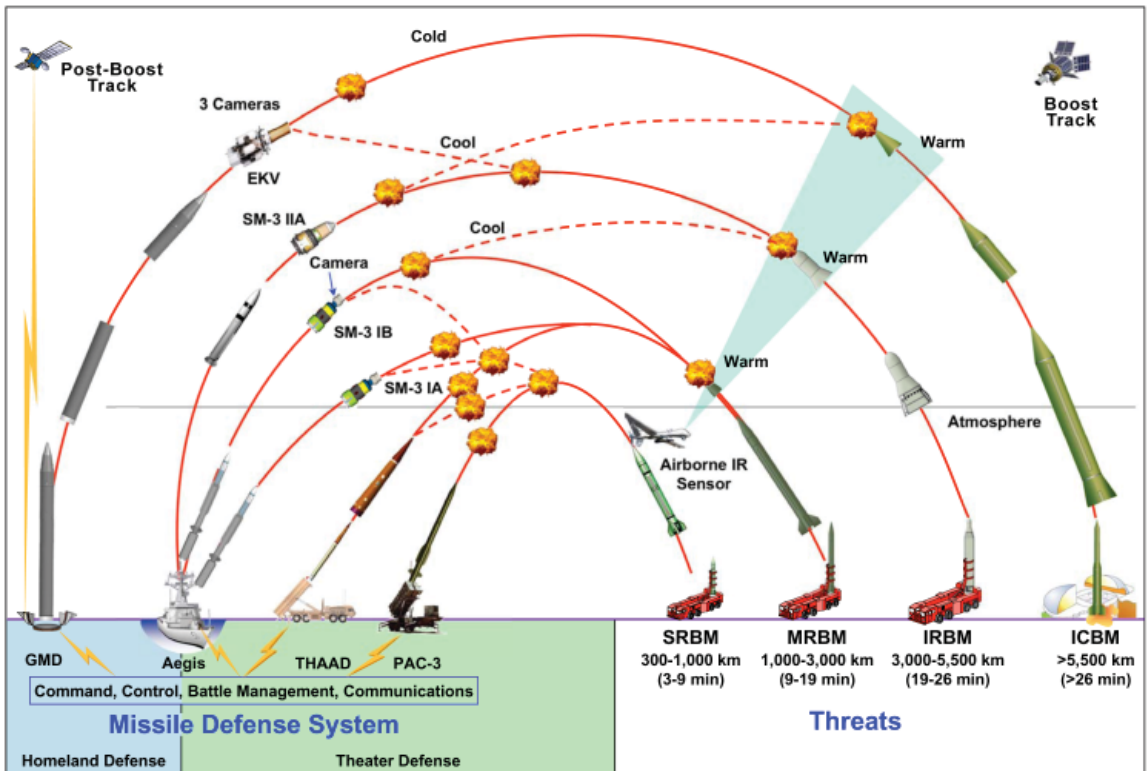 Cold
Post-Boost
Track
Boost
Track
3 Cameras
Cool
Warm
EKV
SM-3 IIA
Cool
Camera
Warm
SM-3 IB
Warm
SM-3 IA
Atmosphere
Airborne IR
Sensor
GMD
Aegis
THAAD
PAC-3
Command, Control, Battle Management, Communications
Missile Defense System
Homeland Defense
Theater Defense
SRBM
300-1,000 km
(3-9 min)
MRBM
1,000-3,000 km
(9-19 min)
IRBM
3,000-5,500 km
(19-26 min)
ICBM
>5,500 km
(>26 min)
Threats